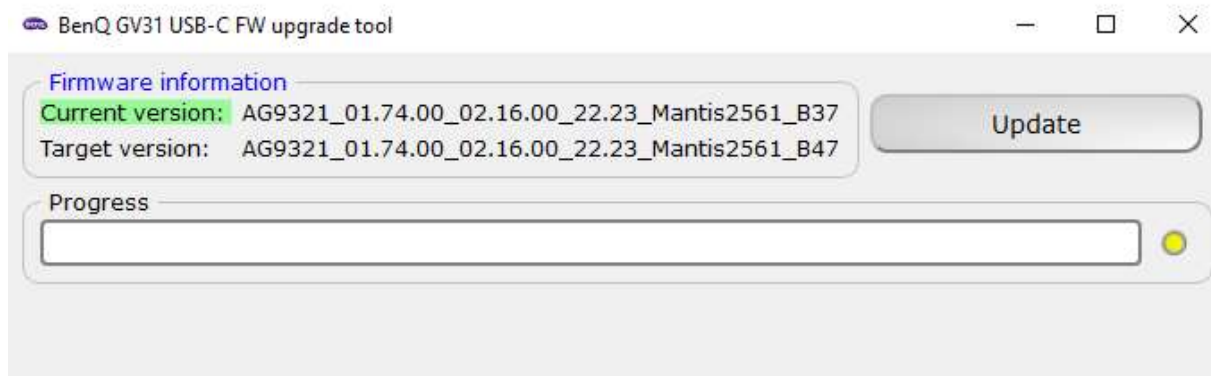 BenQ GV31 USB-C FW upgrade tool
Firmware information
Current version: AG9321_01.74.00_02.16.00_22.23_Mantis2561_B37
Target version: AG9321_01.74.00_02.16.00_22.23_Mantis2561_B47
Update
Progress